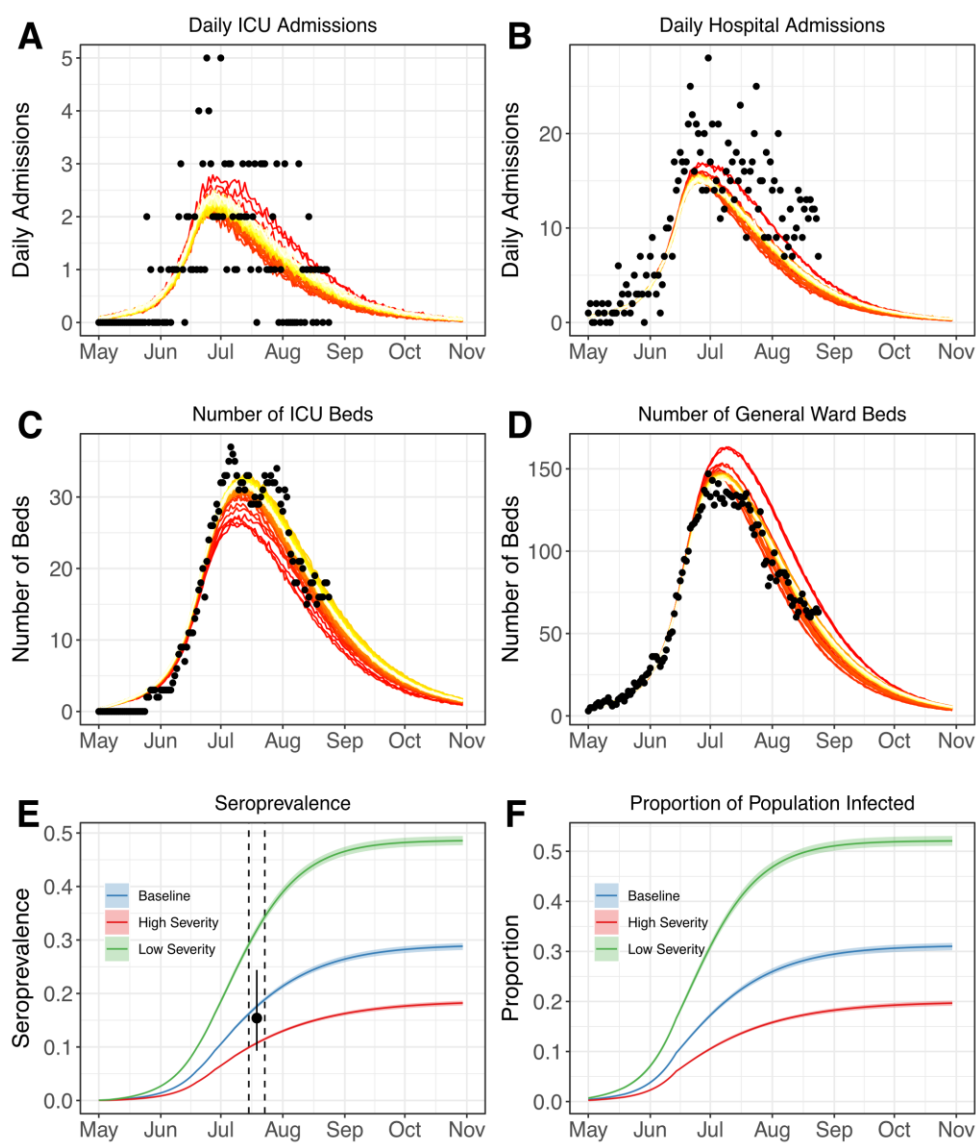 A
Daily ICU Admissions
Daily Admissions
5
4
3
2
1
0
May Jun Jul Aug Sep Oct Nov
B
Daily Hospital Admissions
Daily Admissions
20
10
0
May Jun Jul Aug Sep Oct Nov
C
Number of ICU Beds
Number of Beds
30
20
10
0
May Jun Jul Aug Sep Oct Nov
D
Number of General Ward Beds
Number of Beds
150
100
50
0
May Jun Jul Aug Sep Oct Nov
E
Seroprevalence
Seroprevalence
0.5
0.4
0.3
0.2
0.1
0.0
Baseline
High Severity
Low Severity
May Jun Jul Aug Sep Oct Nov
F
Proportion of Population Infected
Proportion
0.5
0.4
0.3
0.2
0.1
0.0
Baseline
High Severity
Low Severity
May Jun Jul Aug Sep Oct Nov